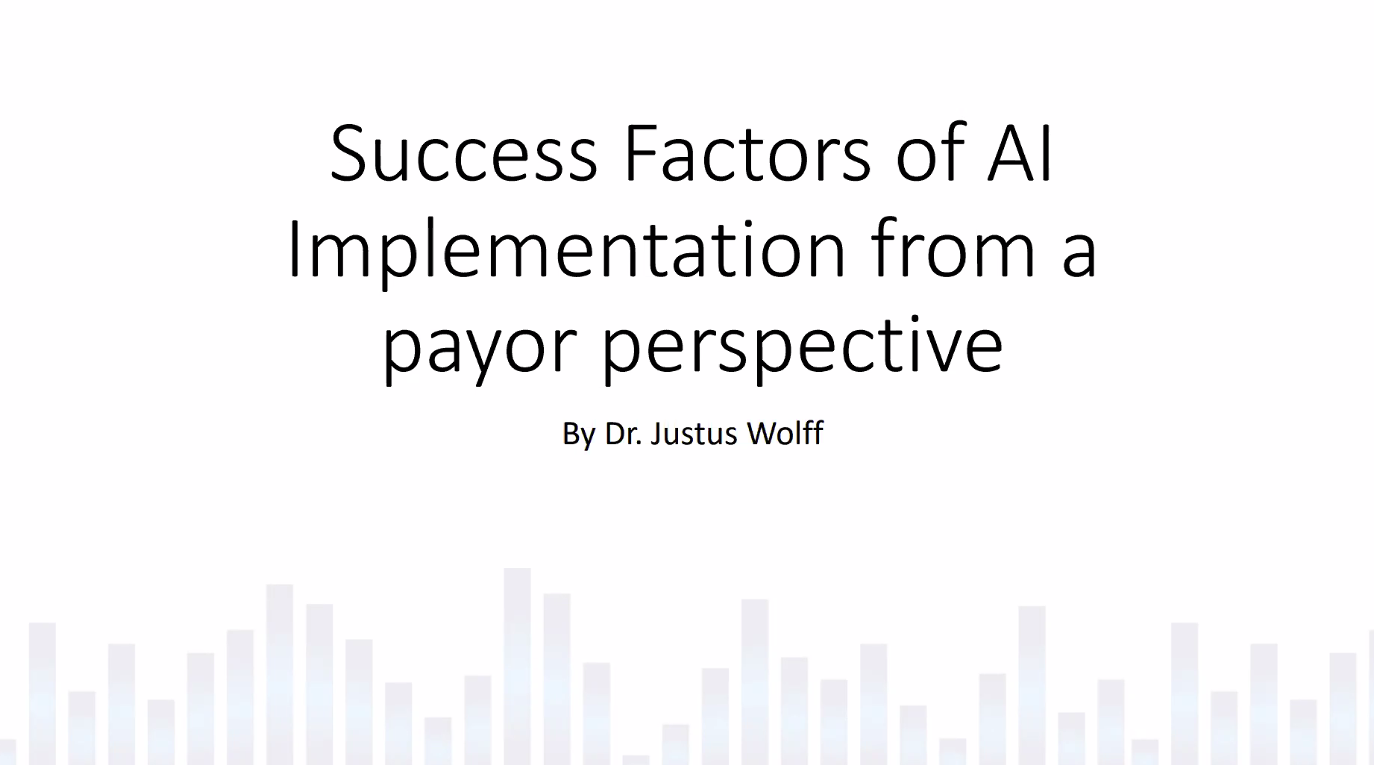 Success Factors of AI
Implementation from a
payor perspective
By Dr. Justus Wolff